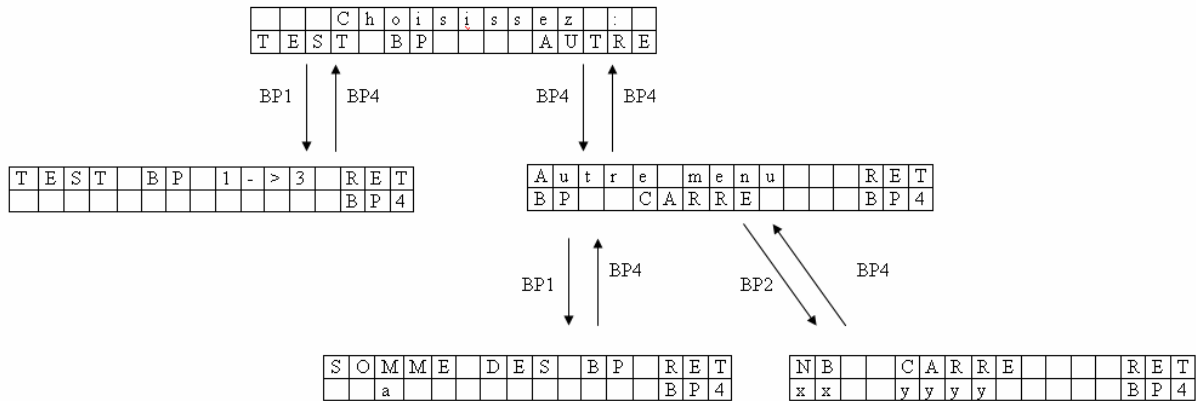 Choisissez :
TEST BP AUTRE
BP1 BP4 BP4 BP4
TEST BP 1->3 RET
BP4
Autre menu RET
BP CARRE BP4
BP1 BP4 BP2 BP4
SOMME DES BP RET
a BP4
NB CARRE RET
xx yyyy BP4